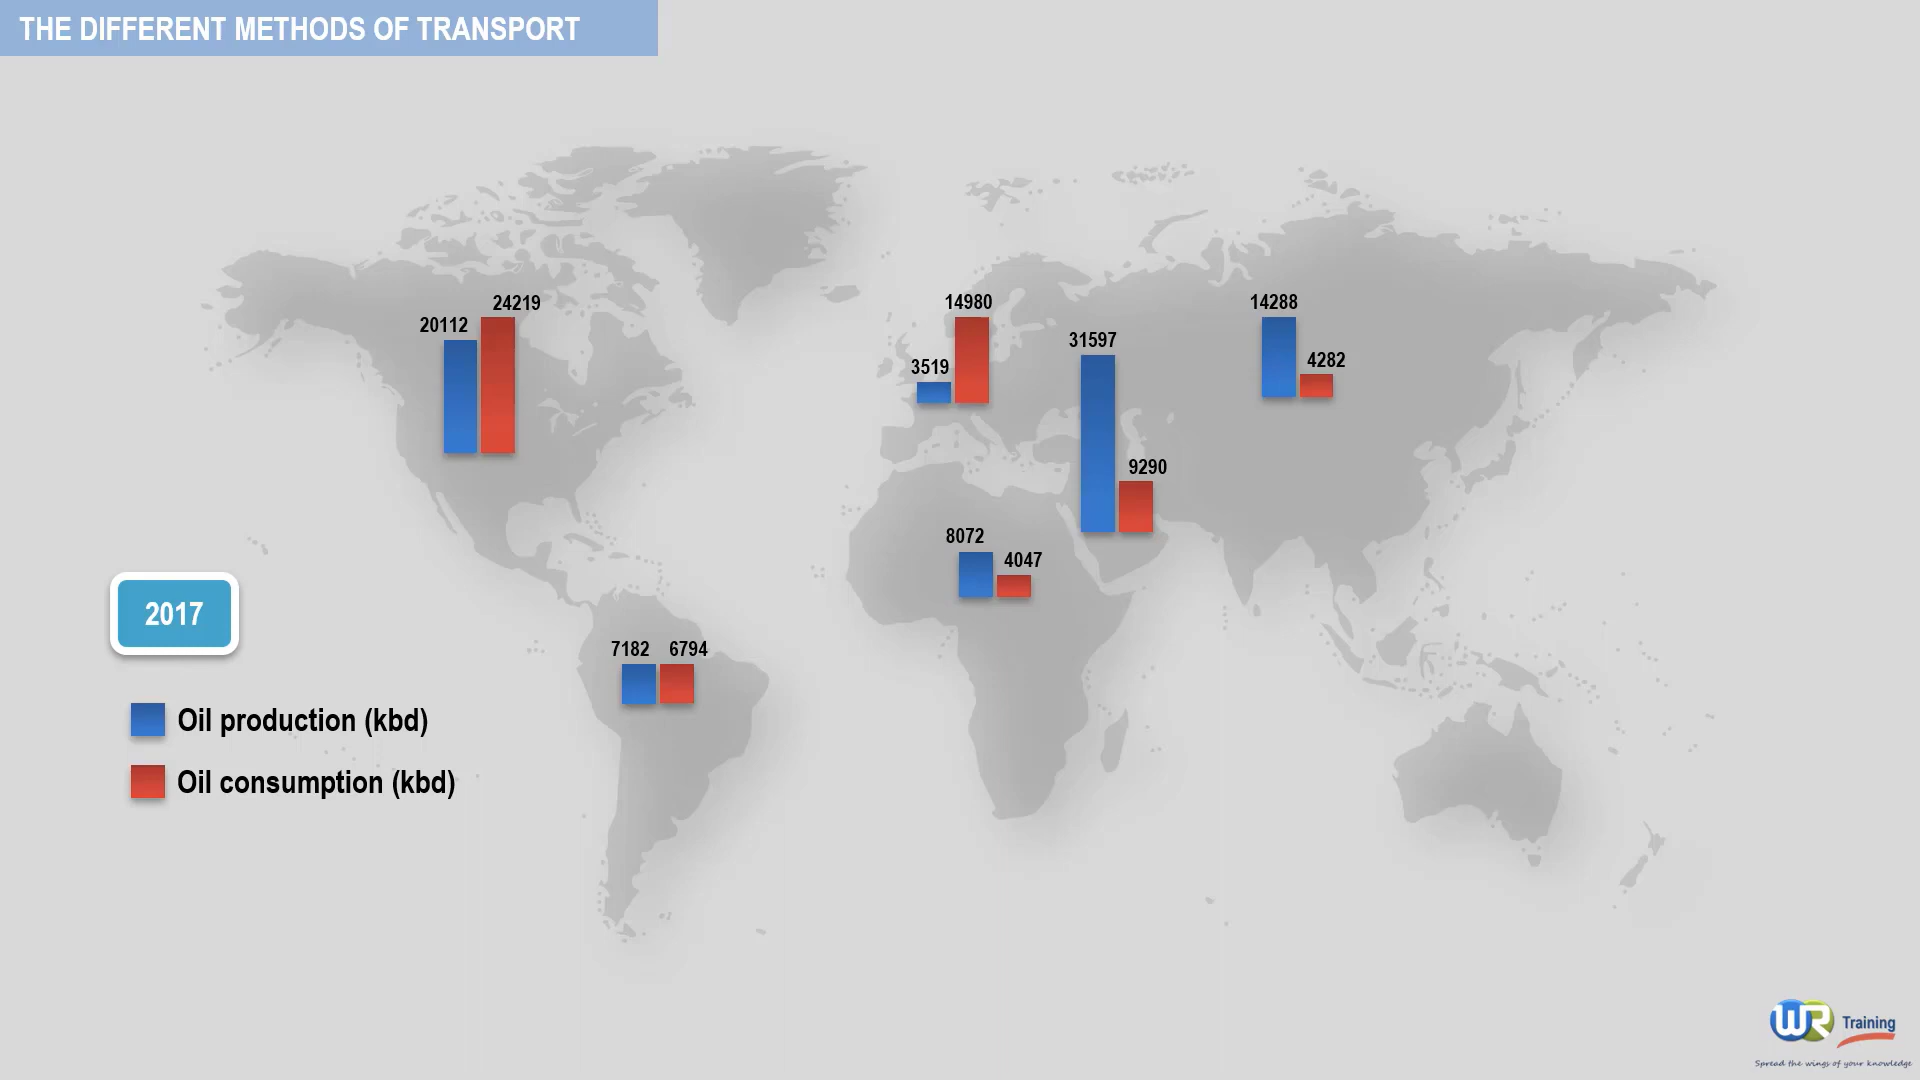 THE DIFFERENT METHODS OF TRANSPORT
24219
20112
14980
3519
31597
9290
14288
4282
8072
4047
7182 6794
2017
Oil production (kbd)
Oil consumption (kbd)
WR Training
Spread the wings of your knowledge